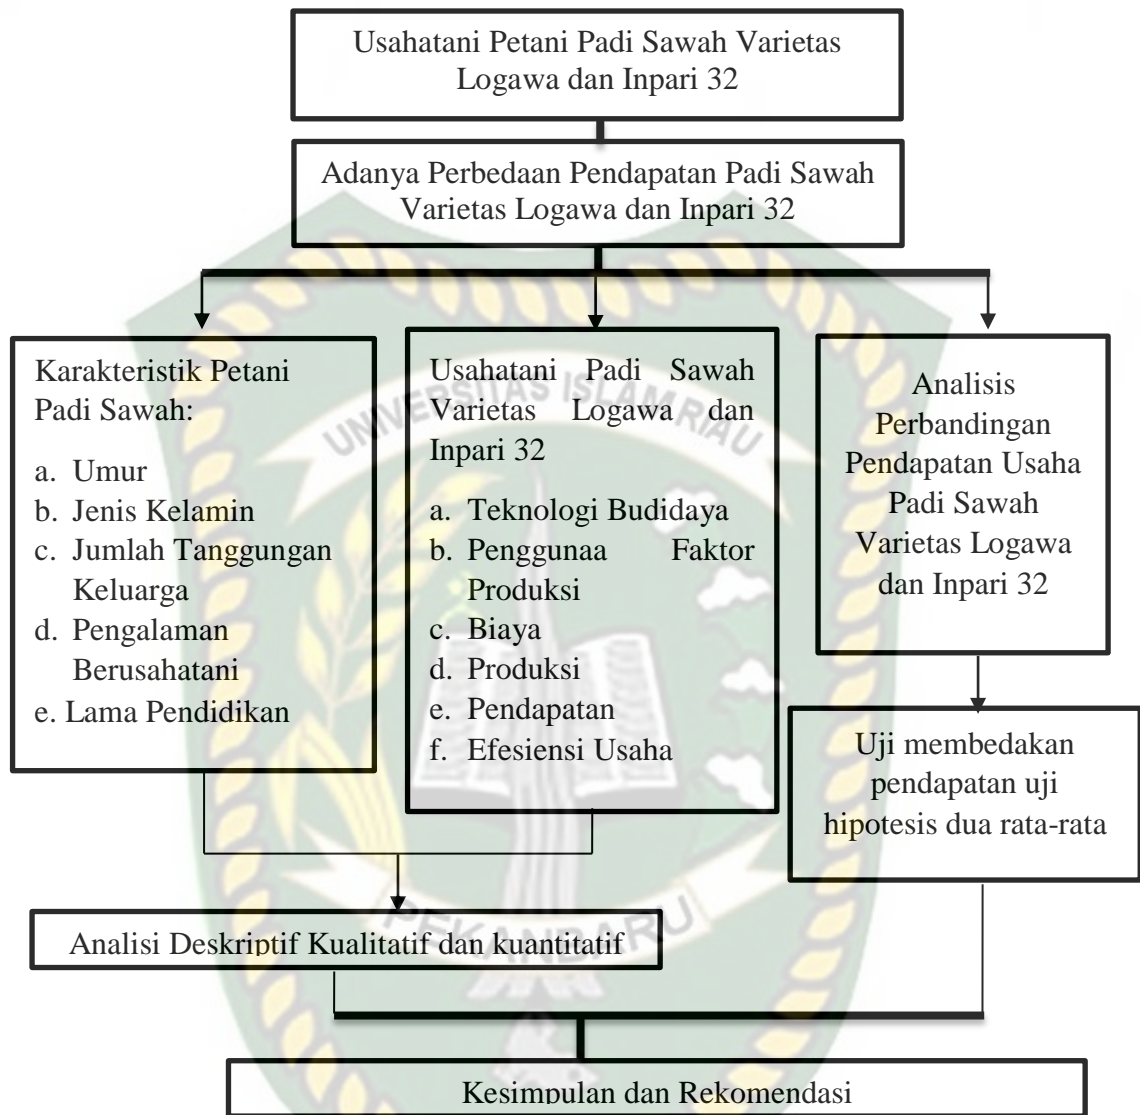 Usahatani Petani Padi Sawah Varietas
Logawa dan Inpari 32
Adanya Perbedaan Pendapatan Padi Sawah
Varietas Logawa dan Inpari 32
Karakteristik Petani
Padi Sawah:
a. Umur
b. Jenis Kelamin
c. Jumlah Tanggungan
Keluarga
d. Pengalaman
Berusahatani
e. Lama Pendidikan
Usahatani Padi Sawah
Varietas Logawa dan
Inpari 32
a. Teknologi Budidaya
b. Penggunaa Faktor
Produksi
c. Biaya
d. Produksi
e. Pendapatan
f. Efesiensi Usaha
Analisis
Perbandingan
Pendapatan Usaha
Padi Sawah
Varietas Logawa
dan Inpari 32
Uji membedakan
pendapatan uji
hipotesis dua rata-rata
Analisi Deskriptif Kualitatif dan kuantitatif
Kesimpulan dan Rekomendasi
UNIVERSITAS ISLAM RIAU
PEKANBARU